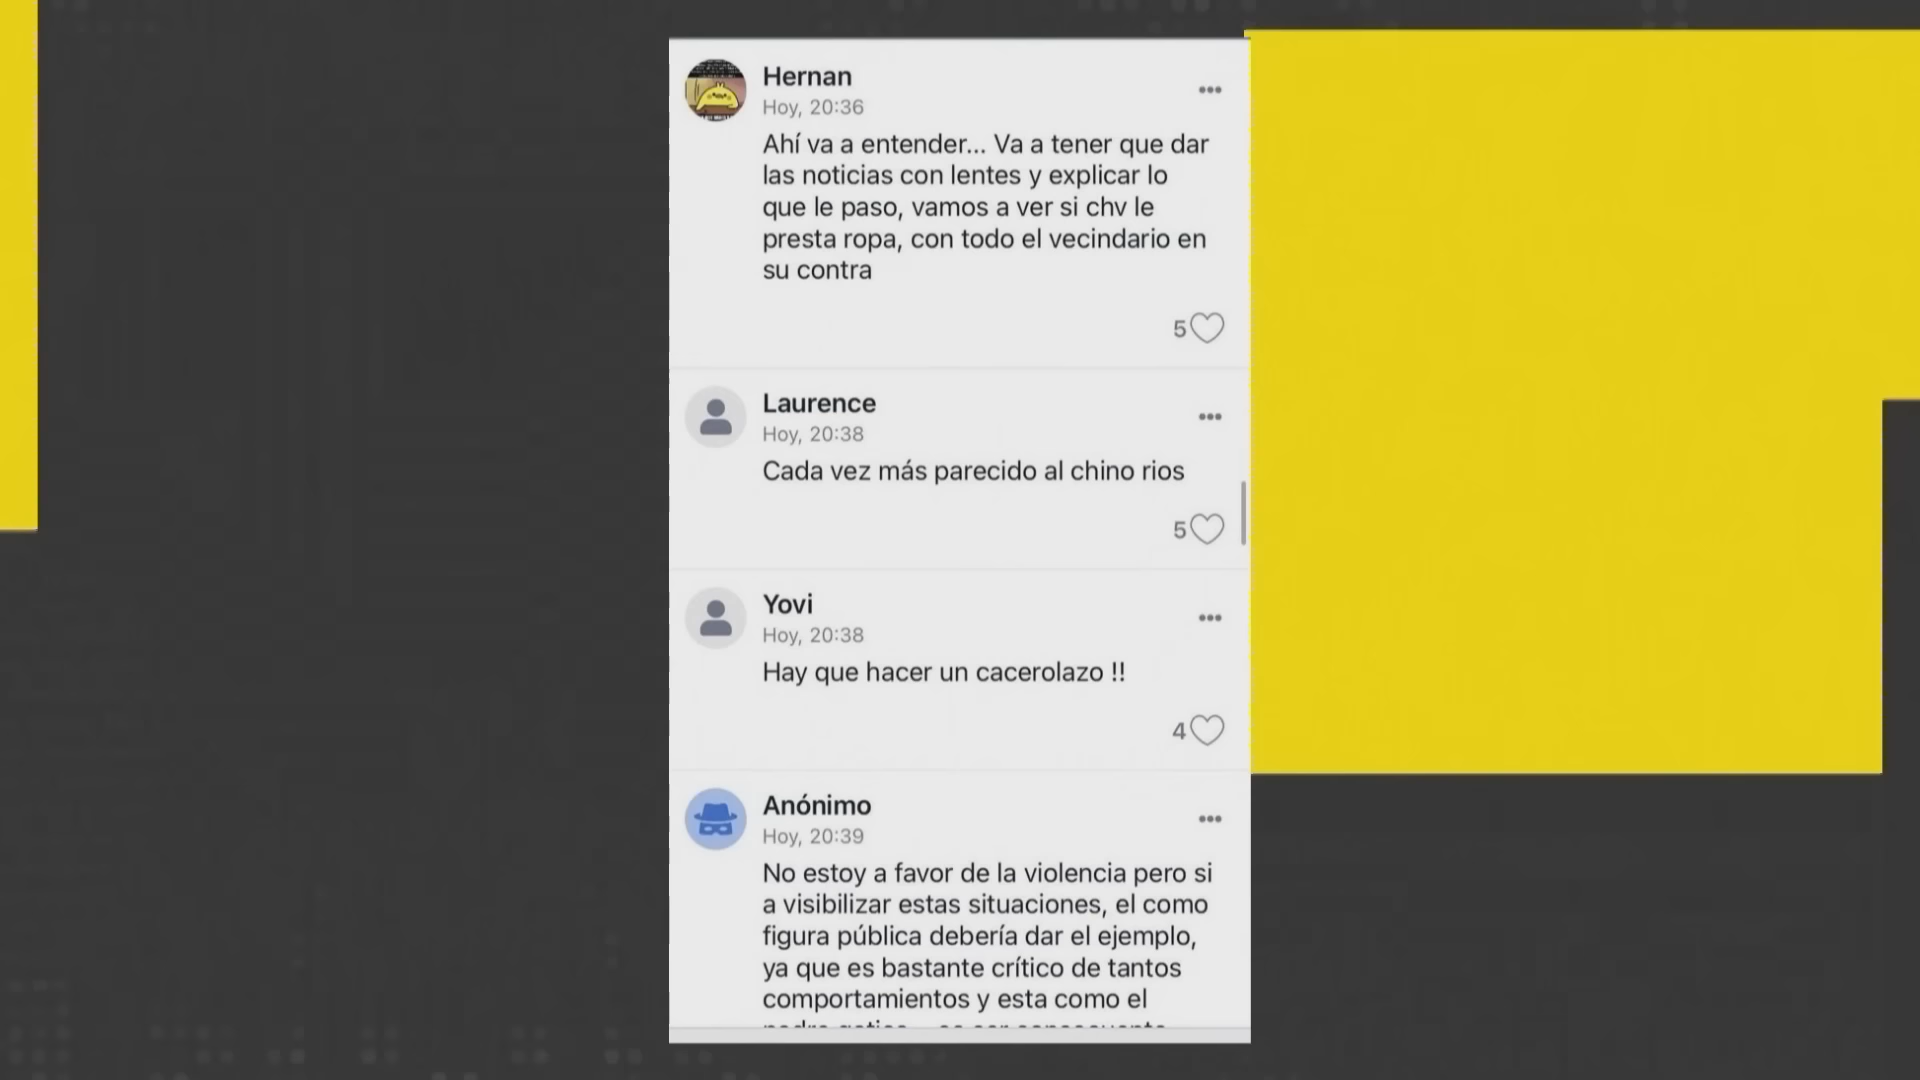 Hernan
Hoy, 20:36
Ahí va a entender... Va a tener que dar
las noticias con lentes y explicar lo
que le paso, vamos a ver si chv le
presta ropa, con todo el vecindario en
su contra
5
Laurence
Hoy, 20:38
Cada vez más parecido al chino rios
5
Yovi
Hoy, 20:38
Hay que hacer un cacerolazo !!
4
Anónimo
Hoy, 20:39
No estoy a favor de la violencia pero si
a visibilizar estas situaciones, el como
figura pública debería dar el ejemplo,
ya que es bastante crítico de tantos
comportamientos y esta como el